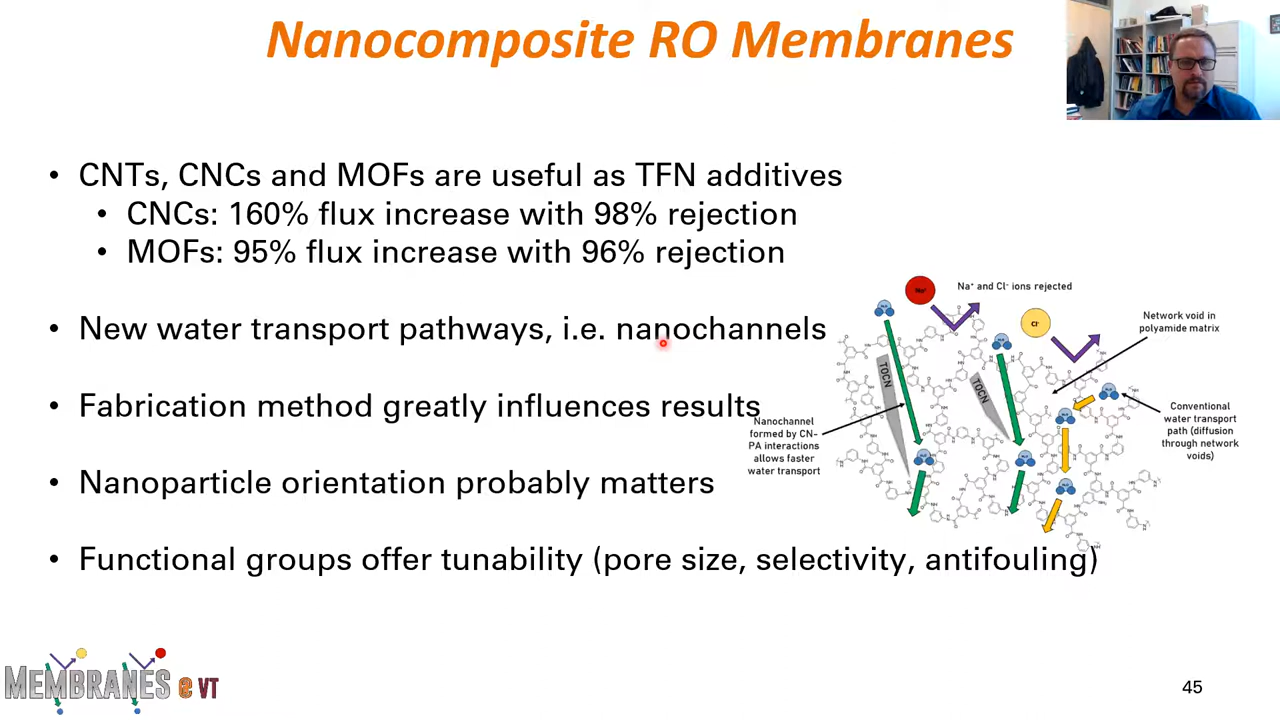 Nanocomposite RO Membranes
• CNTs, CNCs and MOFs are useful as TFN additives
• CNCs: 160% flux increase with 98% rejection
• MOFs: 95% flux increase with 96% rejection
• New water transport pathways, i.e. nanochannels
• Fabrication method greatly influences results
• Nanoparticle orientation probably matters
• Functional groups offer tunability (pore size, selectivity, antifouling)
Na⁺ and Cl⁻ ions rejected
Na⁺
Cl⁻
Network void in
polyamide matrix
TOCN
TOCN
Nanochannel
formed by CN-
PA interactions
allows faster
water transport
Conventional
water transport
path (diffusion
through network
voids)
MEMBRANES @ VT
45